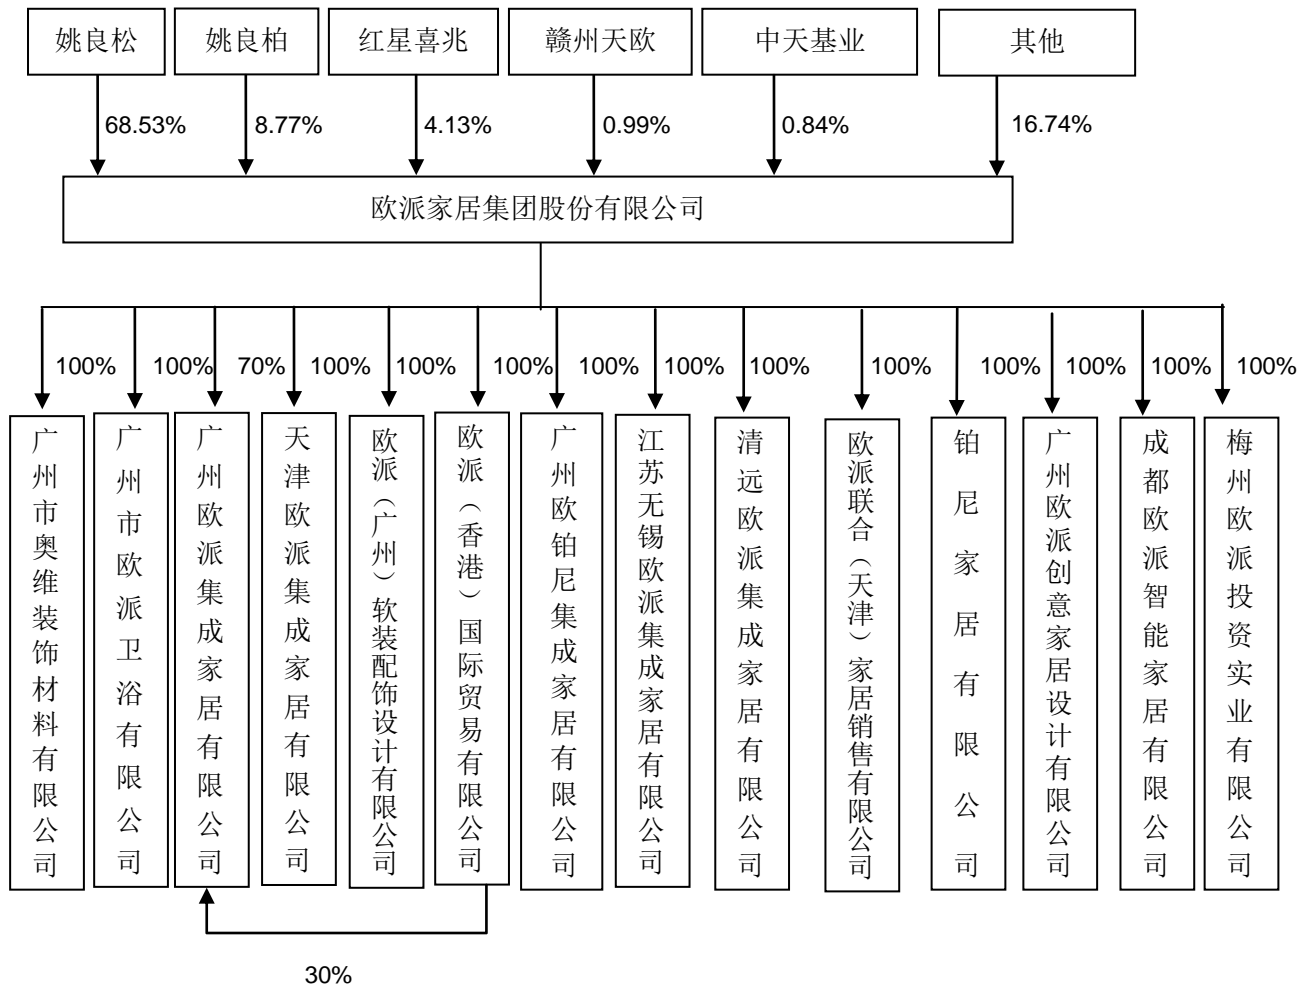 姚良松
姚良柏
红星喜兆
赣州天欧
中天基业
其他
68.53%
8.77%
4.13%
0.99%
0.84%
16.74%
欧派家居集团股份有限公司
100%
100%
70%
100%
100%
100%
100%
100%
100%
100%
100%
100%
100%
100%
广州市奥维装饰材料有限公司
广州市欧派卫浴有限公司
广州欧派集成家居有限公司
天津欧派集成家居有限公司
欧派（广州）软装配饰设计有限公司
欧派（香港）国际贸易有限公司
广州欧铂尼集成家居有限公司
江苏无锡欧派集成家居有限公司
清远欧派集成家居有限公司
欧派联合（天津）家居销售有限公司
铂尼家居有限公司
广州欧派创意家居设计有限公司
成都欧派智能家居有限公司
梅州欧派投资实业有限公司
30%